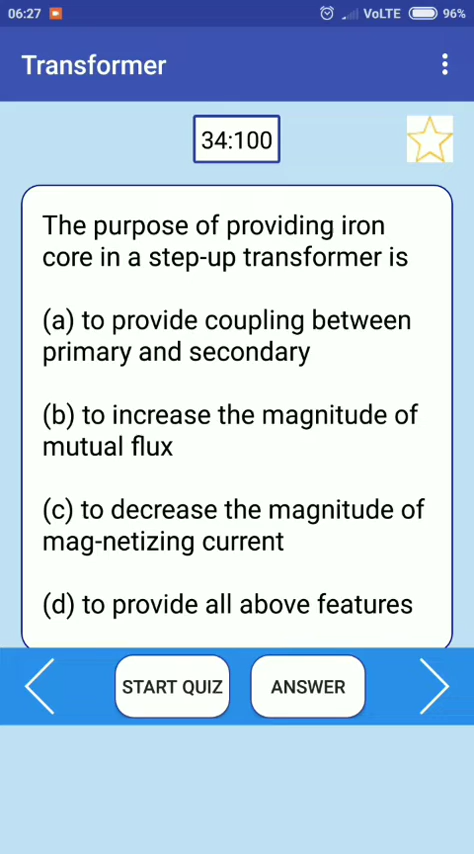 06:27 VoLTE 96%
Transformer
34:100
The purpose of providing iron
core in a step-up transformer is
(a) to provide coupling between
primary and secondary
(b) to increase the magnitude of
mutual flux
(c) to decrease the magnitude of
mag-netizing current
(d) to provide all above features
START QUIZ ANSWER